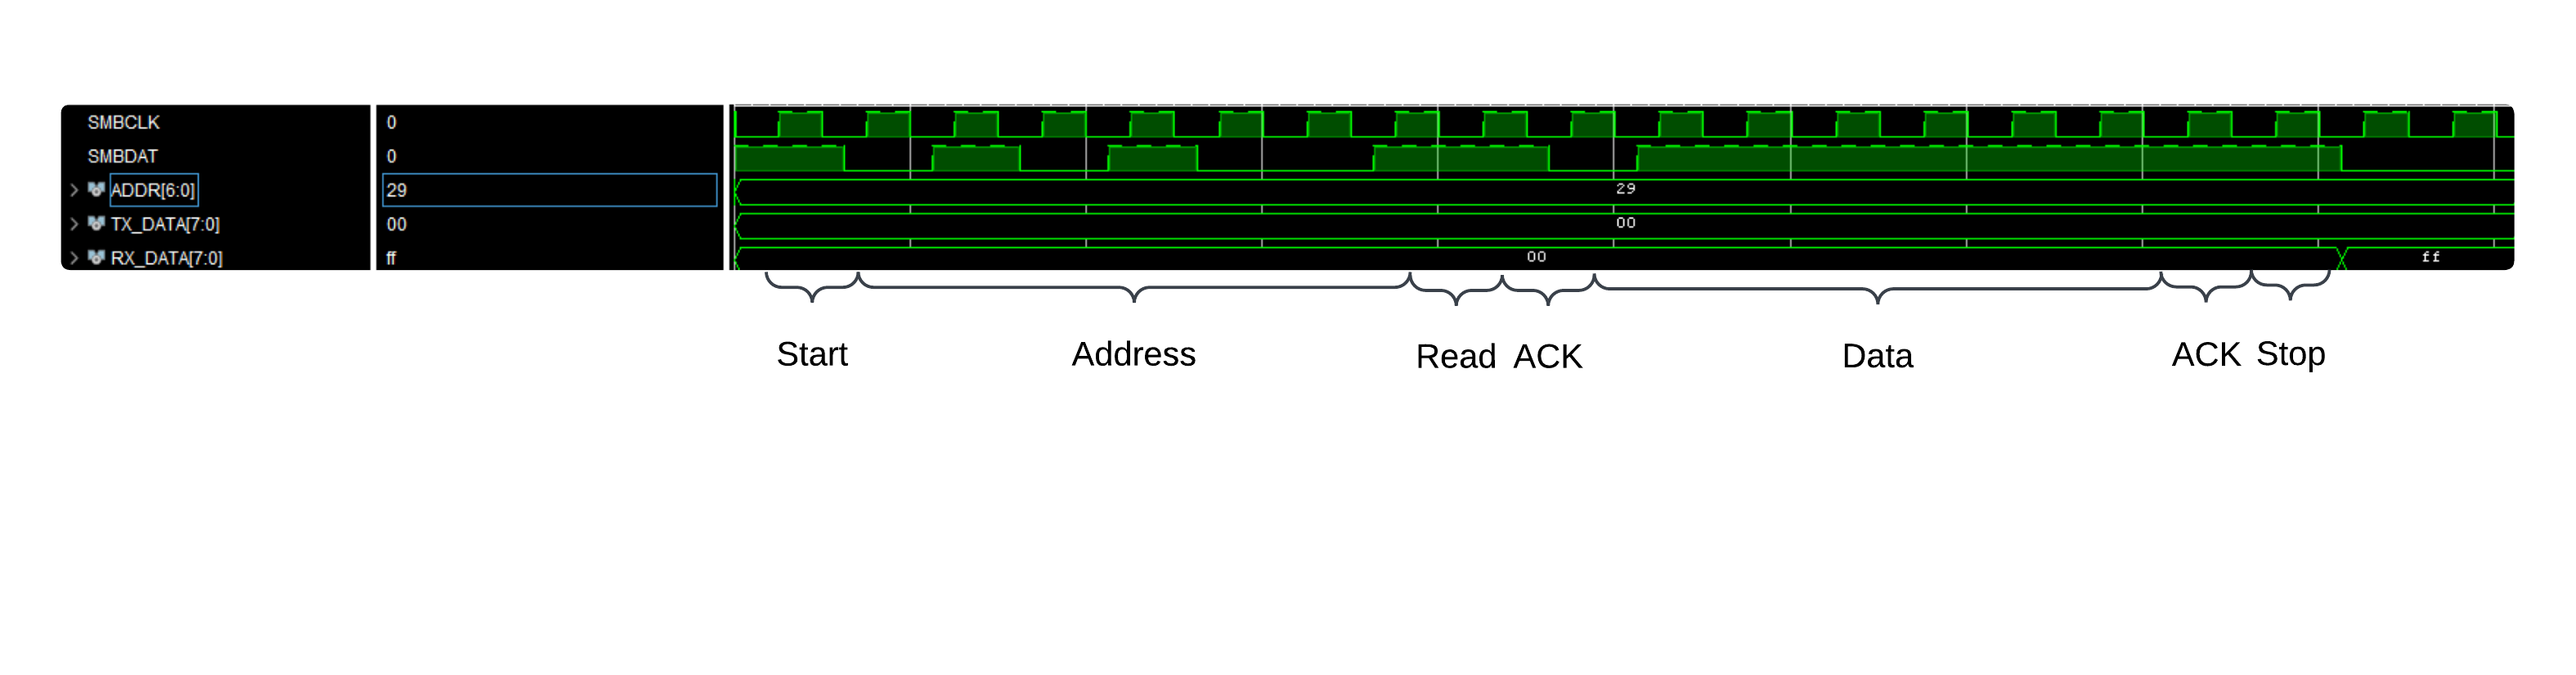 SMBCLK 0
SMBDAT 0
ADDR[6:0] 29 29
TX_DATA[7:0] 00 00
RX_DATA[7:0] ff 00 ff
Start Address Read ACK Data ACK Stop